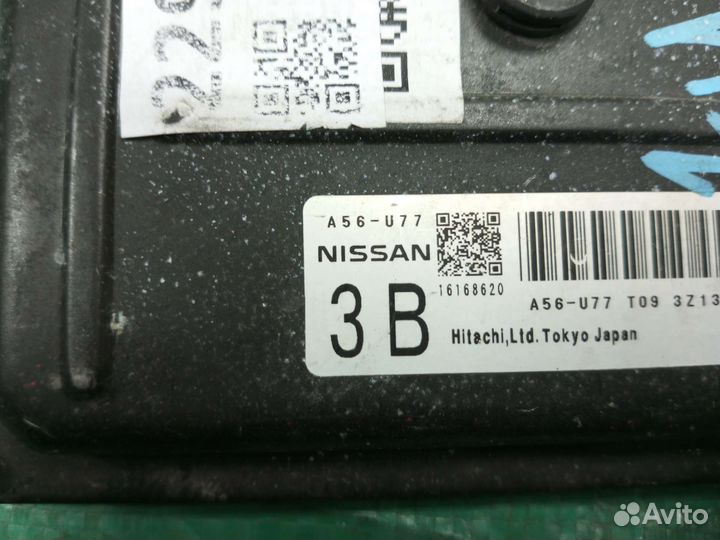 A56-U77
NISSAN
16168620
3B
A56-U77 T09 3Z13
Hitachi,Ltd.Tokyo Japan
Avito